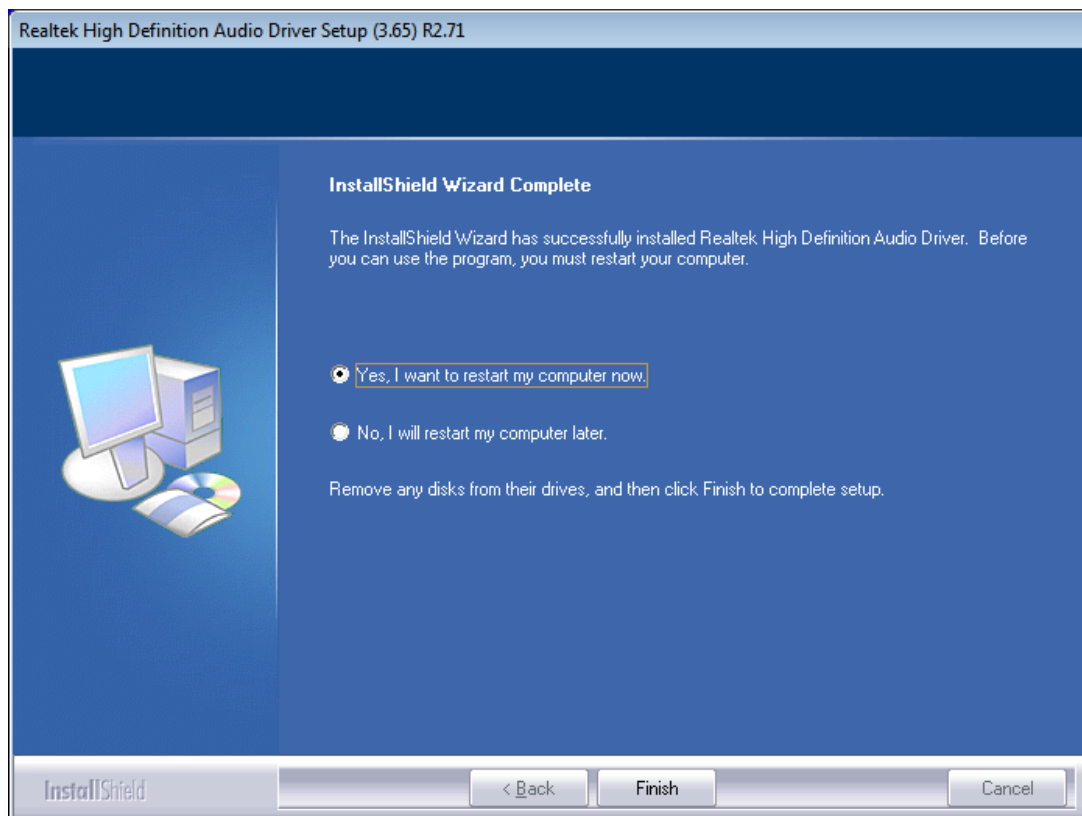 Realtek High Definition Audio Driver Setup (3.65) R2.71
InstallShield Wizard Complete
The InstallShield Wizard has successfully installed Realtek High Definition Audio Driver.  Before
you can use the program, you must restart your computer.
Yes, I want to restart my computer now.
No, I will restart my computer later.
Remove any disks from their drives, and then click Finish to complete setup.
InstallShield
< Back
Finish
Cancel